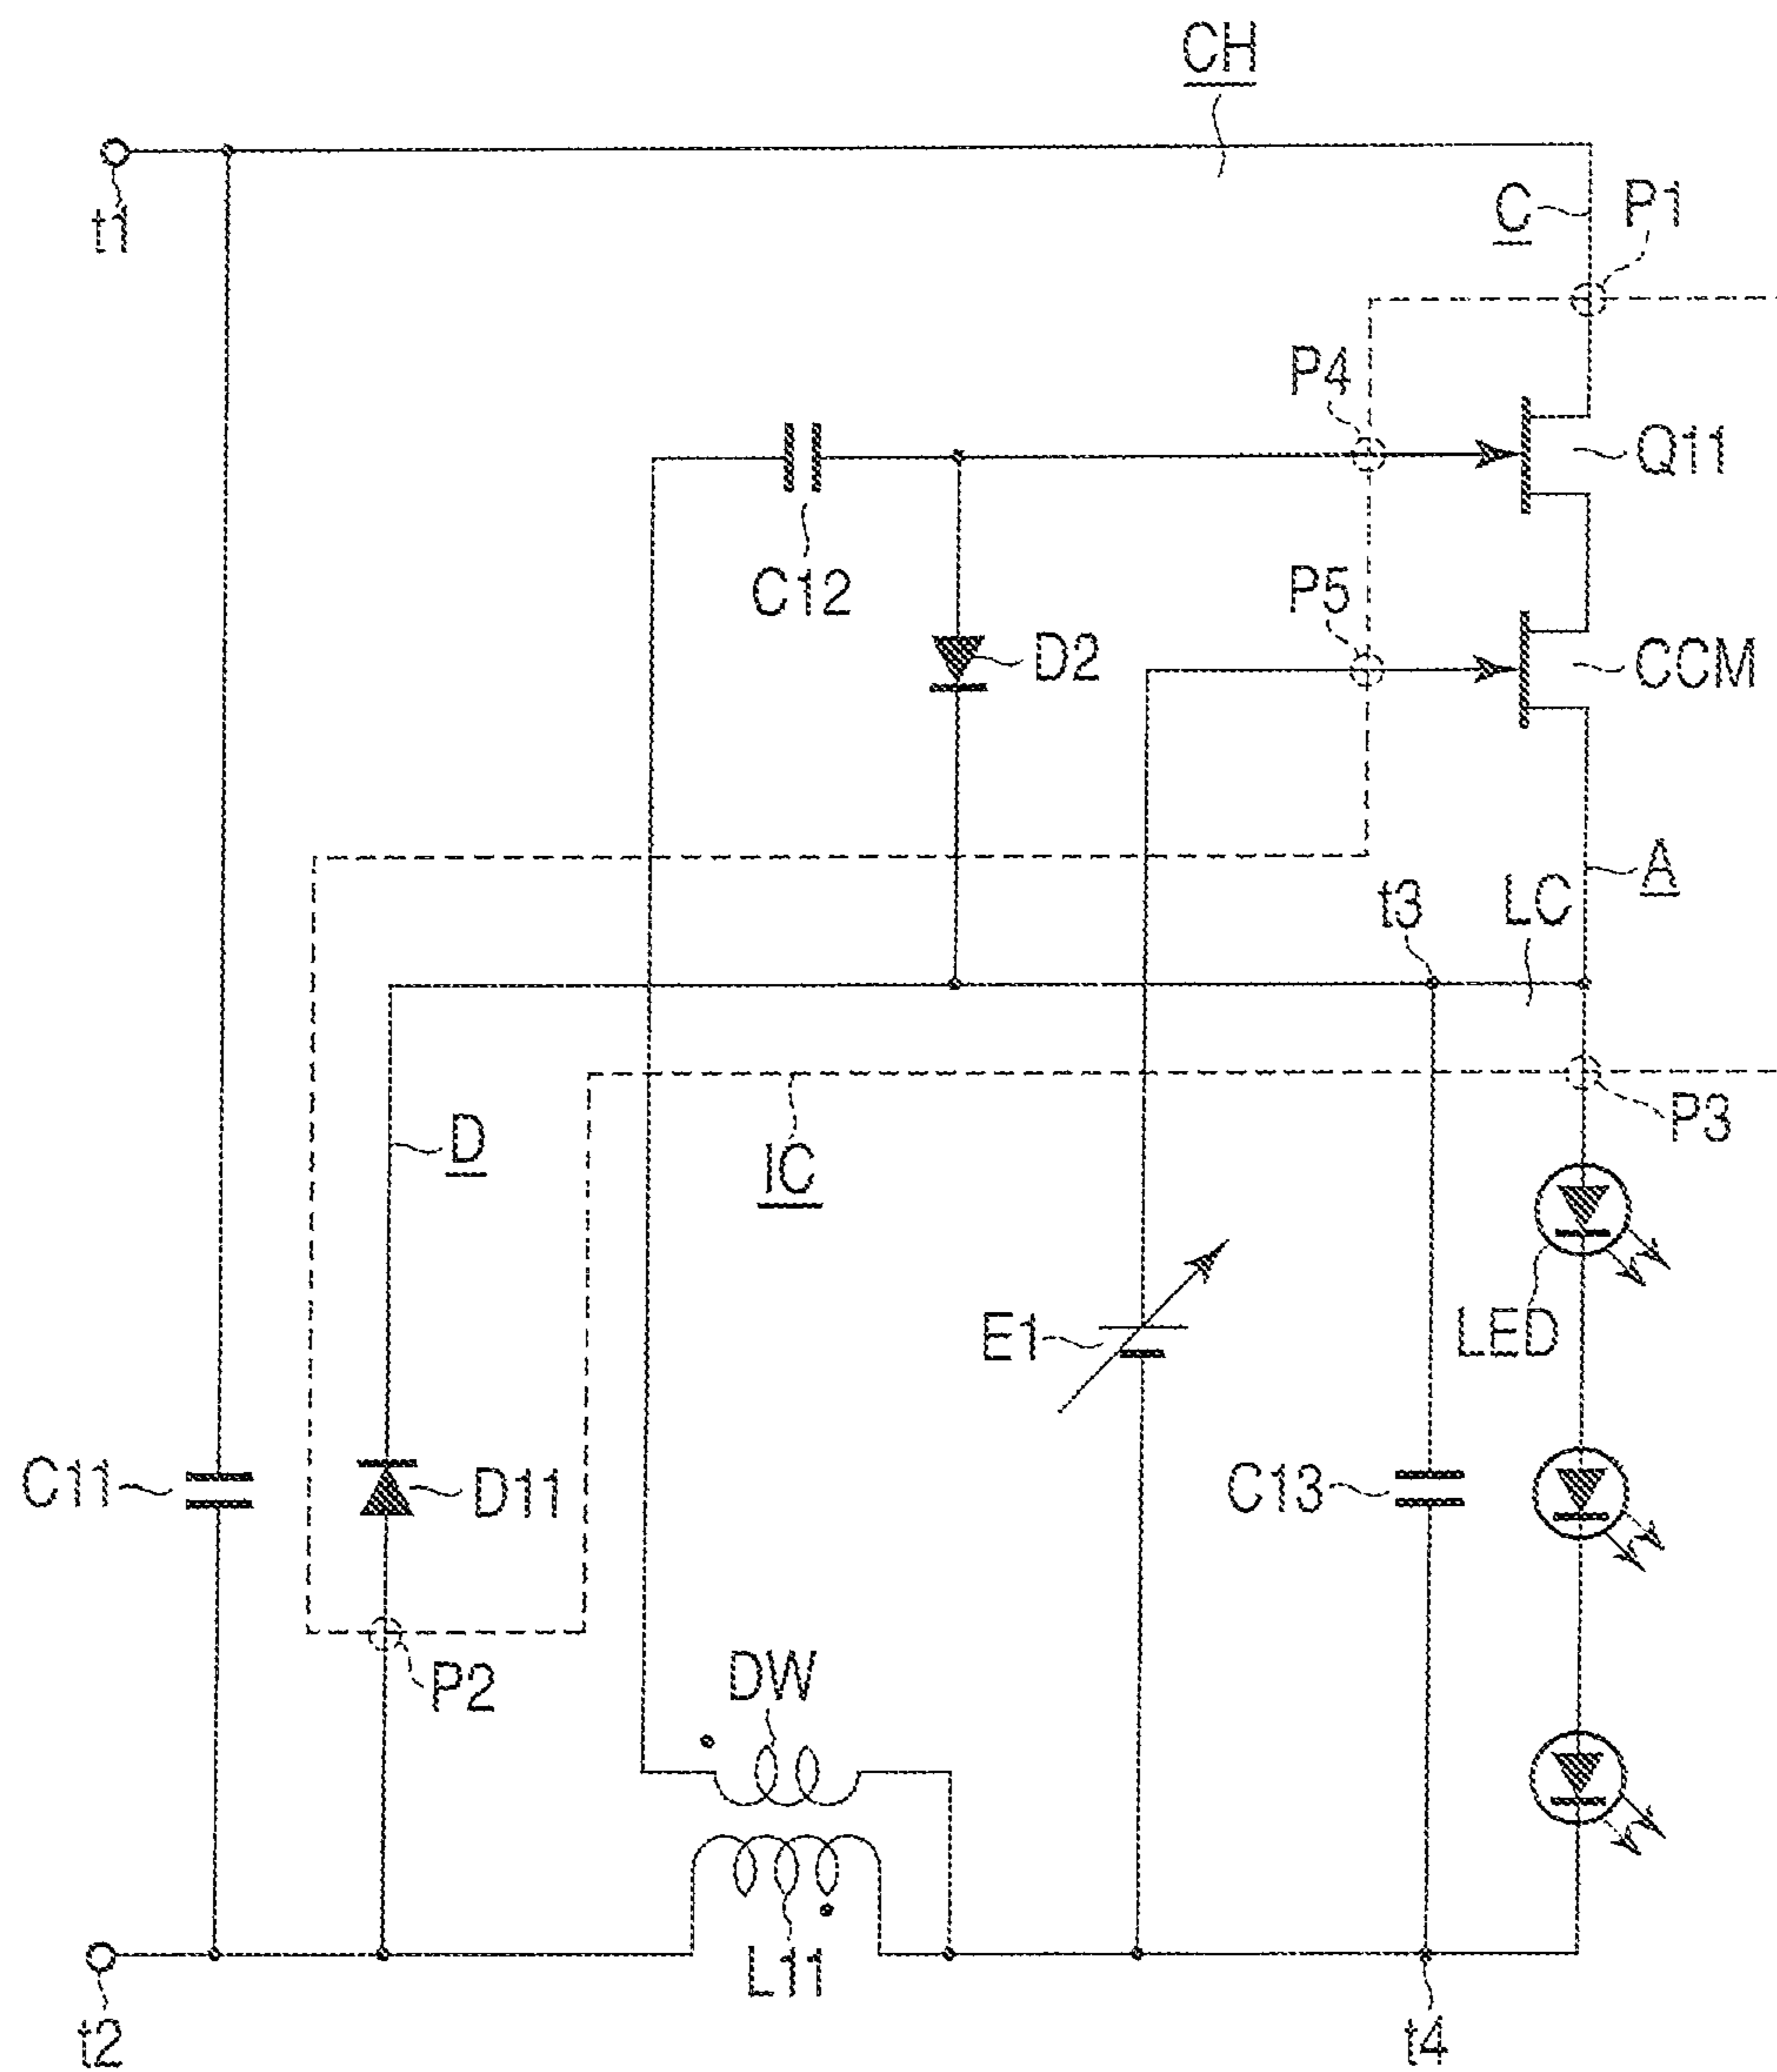 CH
t1
C
P1
P4
Q11
C12
P5
D2
CCM
A
t3
LC
D
IC
P3
E1
LED
C11
D11
C13
P2
DW
L11
t2
t4